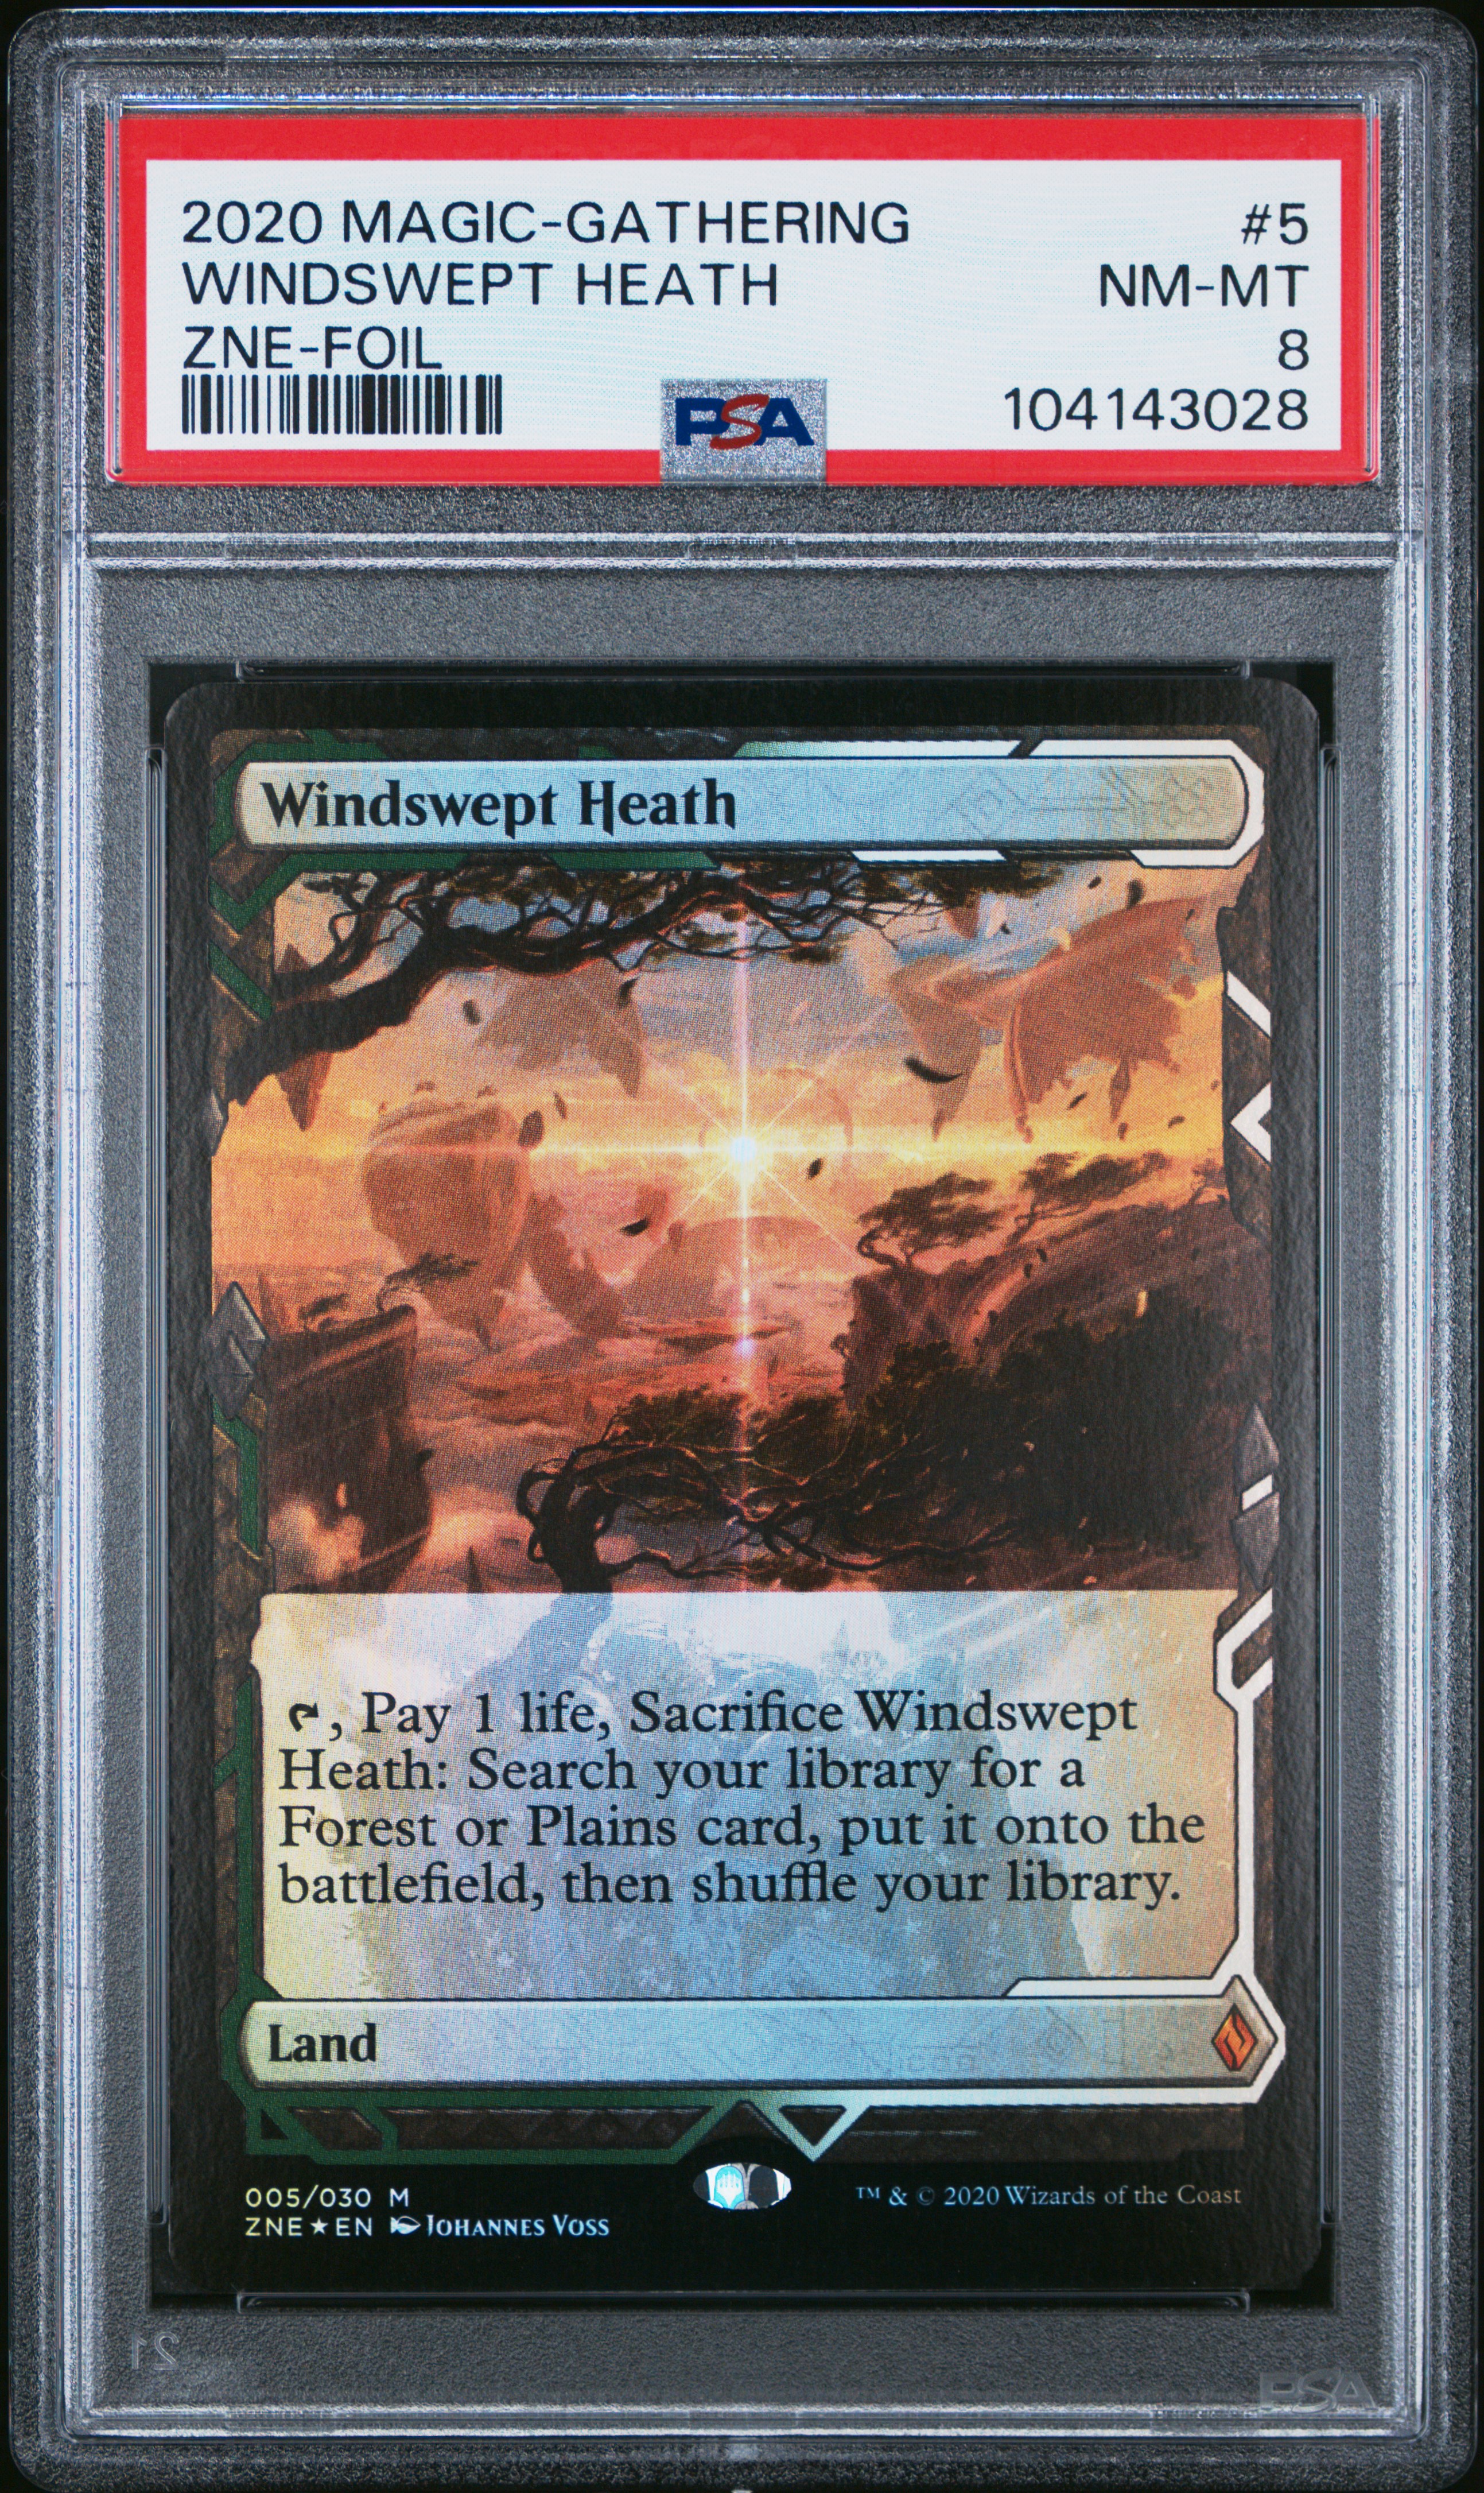 2020 MAGIC-GATHERING #5
WINDSWEPT HEATH NM-MT
ZNE-FOIL 8
PSA 104143028
Windswept Heath
, Pay 1 life, Sacrifice Windswept
Heath: Search your library for a
Forest or Plains card, put it onto the
battlefield, then shuffle your library.
Land
005/030 M
ZNE★EN JOHANNES VOSS
™ & © 2020 Wizards of the Coast
21
PSA